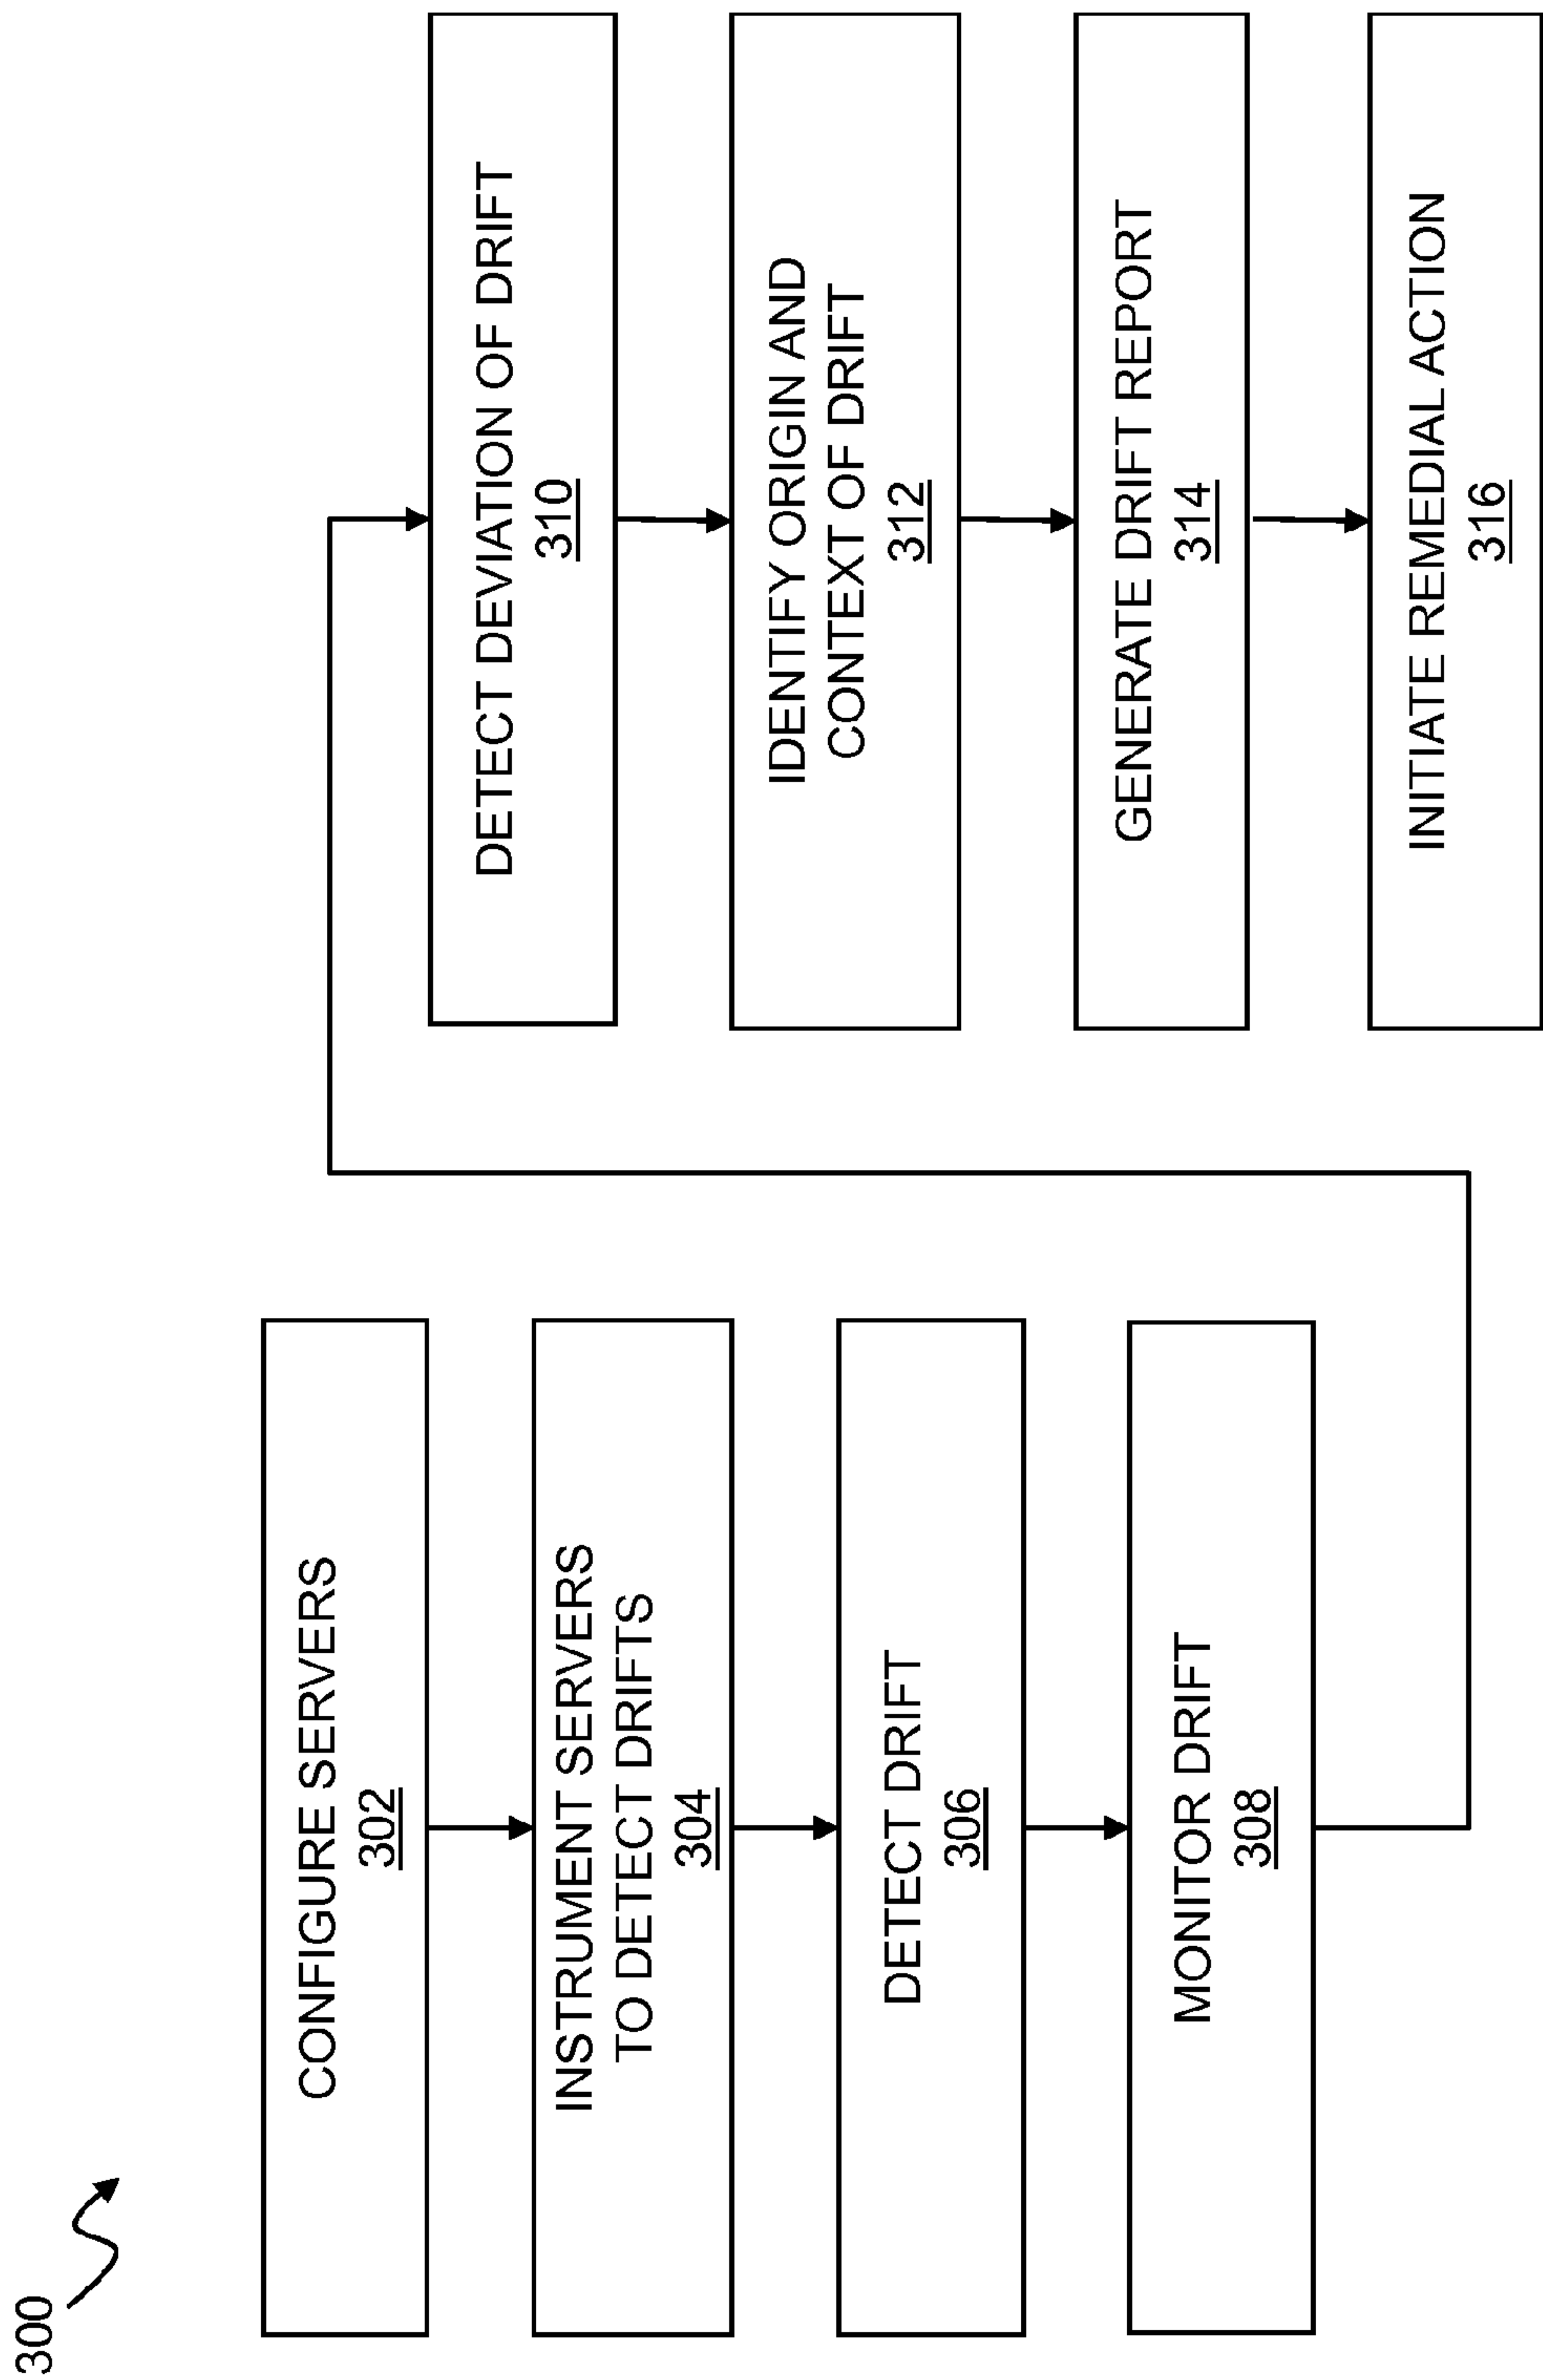 300
CONFIGURE SERVERS
302
INSTRUMENT SERVERS
TO DETECT DRIFTS
304
DETECT DRIFT
306
MONITOR DRIFT
308
DETECT DEVIATION OF DRIFT
310
IDENTIFY ORIGIN AND
CONTEXT OF DRIFT
312
GENERATE DRIFT REPORT
314
INITIATE REMEDIAL ACTION
316